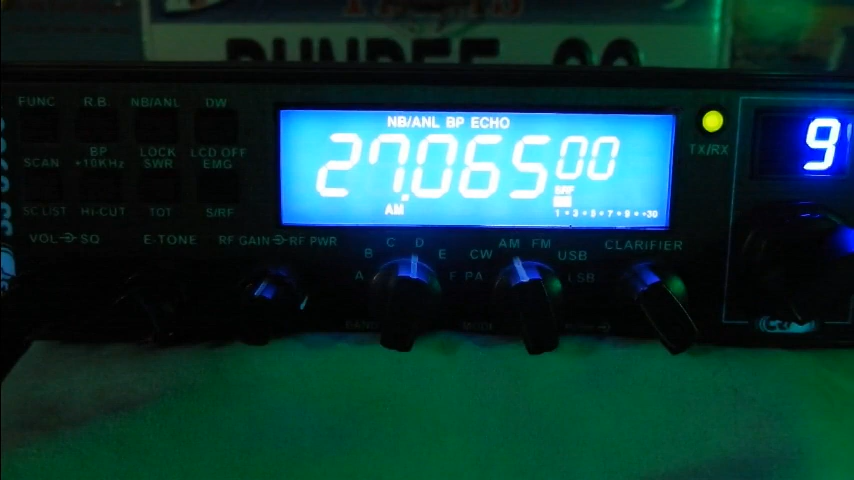 DUNDEE
FUNC R.B. NB/ANL DW
NB/ANL BP ECHO
27.06500
AM
1 • 3 • 5 • 7 • 9 • +30
TX/RX
9
SCAN BP +10KHz LOCK SWR LCD OFF EMG
SC LIST Hi-CUT TOT S/RF
VOL SQ E-TONE RF GAIN RF PWR
A B C D E F
PA CW AM FM USB LSB
CLARIFIER